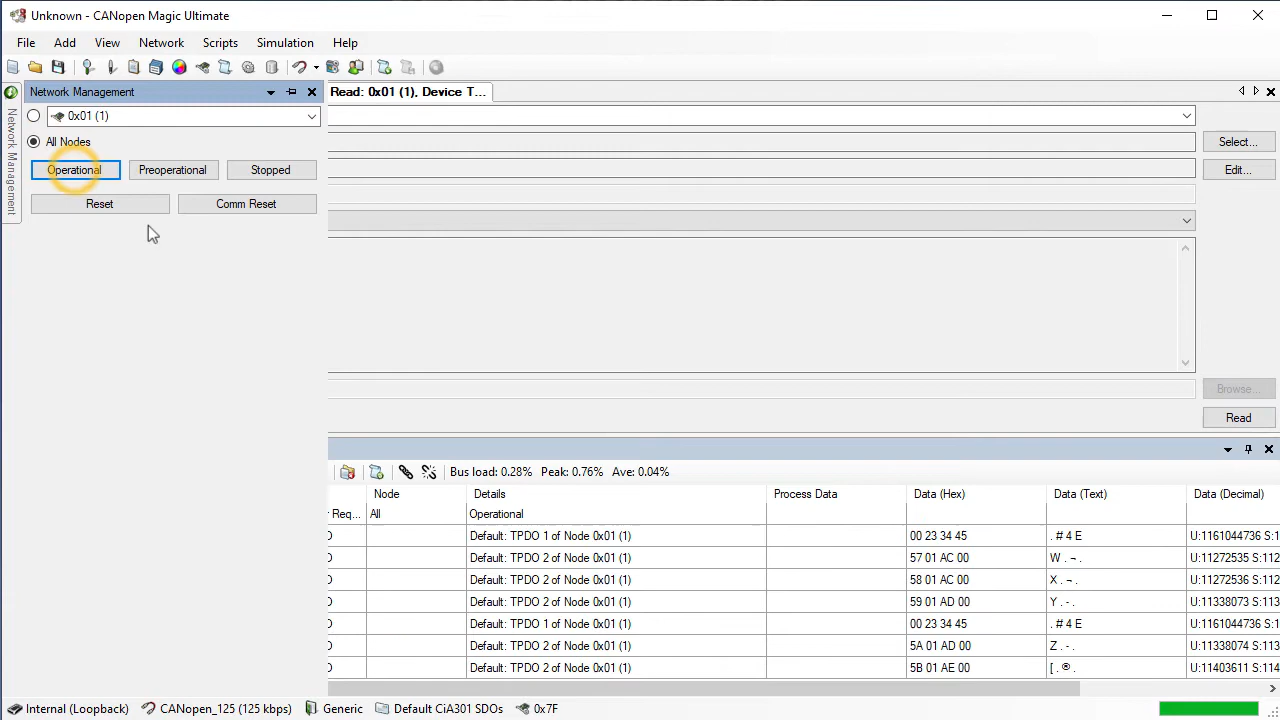 Unknown - CANopen Magic Ultimate
File Add View Network Scripts Simulation Help
Network Management
Read: 0x01 (1), Device T...
Network Management
0x01 (1)
All Nodes
Select...
Operational Preoperational Stopped
Edit...
Reset Comm Reset
Browse...
Read
Bus load: 0.28% Peak: 0.76% Ave: 0.04%
Node Details Process Data Data (Hex) Data (Text) Data (Decimal)
r Req... All Operational
Default: TPDO 1 of Node 0x01 (1) 00 23 34 45 . # 4 E U:1161044736 S:1
Default: TPDO 2 of Node 0x01 (1) 57 01 AC 00 W . ¬ . U:11272535 S:112
Default: TPDO 2 of Node 0x01 (1) 58 01 AC 00 X . ¬ . U:11272536 S:112
Default: TPDO 2 of Node 0x01 (1) 59 01 AD 00 Y . - . U:11338073 S:113
Default: TPDO 1 of Node 0x01 (1) 00 23 34 45 . # 4 E U:1161044736 S:1
Default: TPDO 2 of Node 0x01 (1) 5A 01 AD 00 Z . - . U:11338074 S:113
Default: TPDO 2 of Node 0x01 (1) 5B 01 AE 00 [ . ® . U:11403611 S:114
Internal (Loopback) CANopen_125 (125 kbps) Generic Default CiA301 SDOs 0x7F